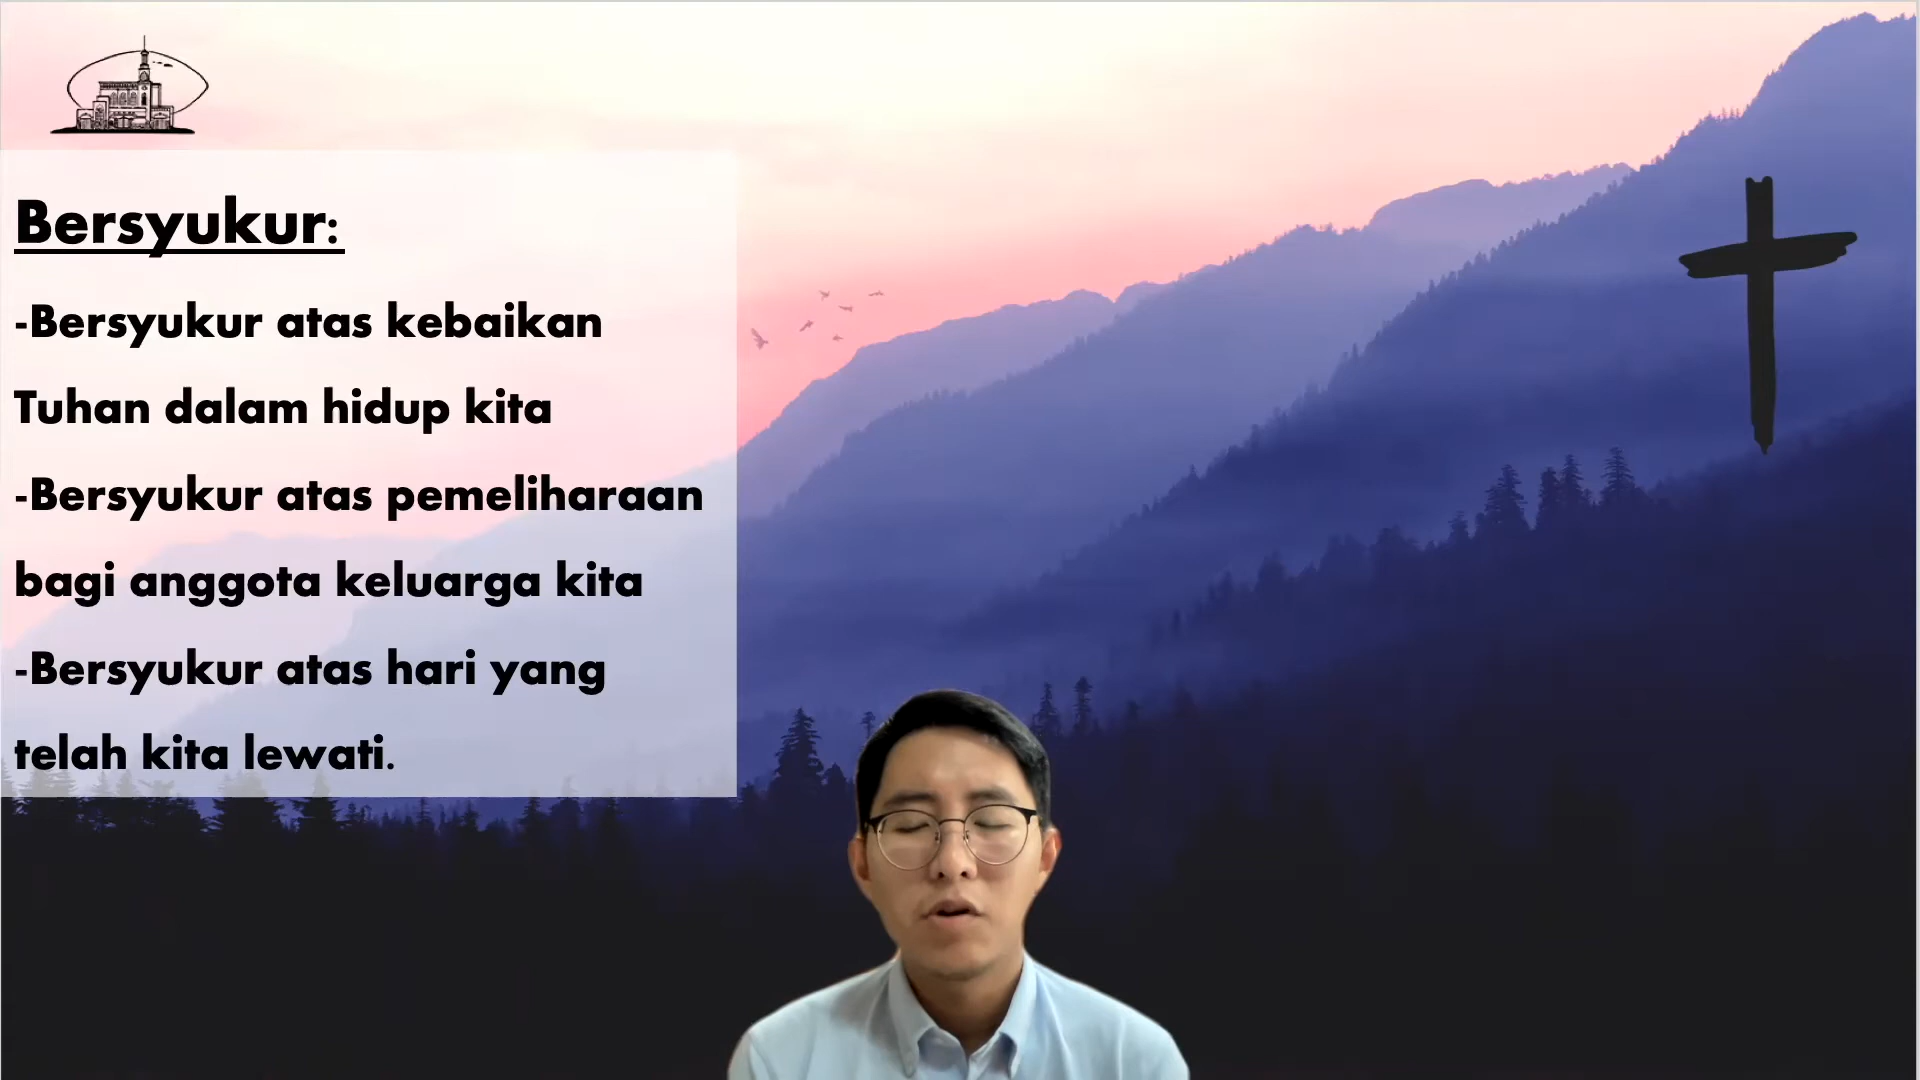 Bersyukur:
-Bersyukur atas kebaikan
Tuhan dalam hidup kita
-Bersyukur atas pemeliharaan
bagi anggota keluarga kita
-Bersyukur atas hari yang
telah kita lewati.